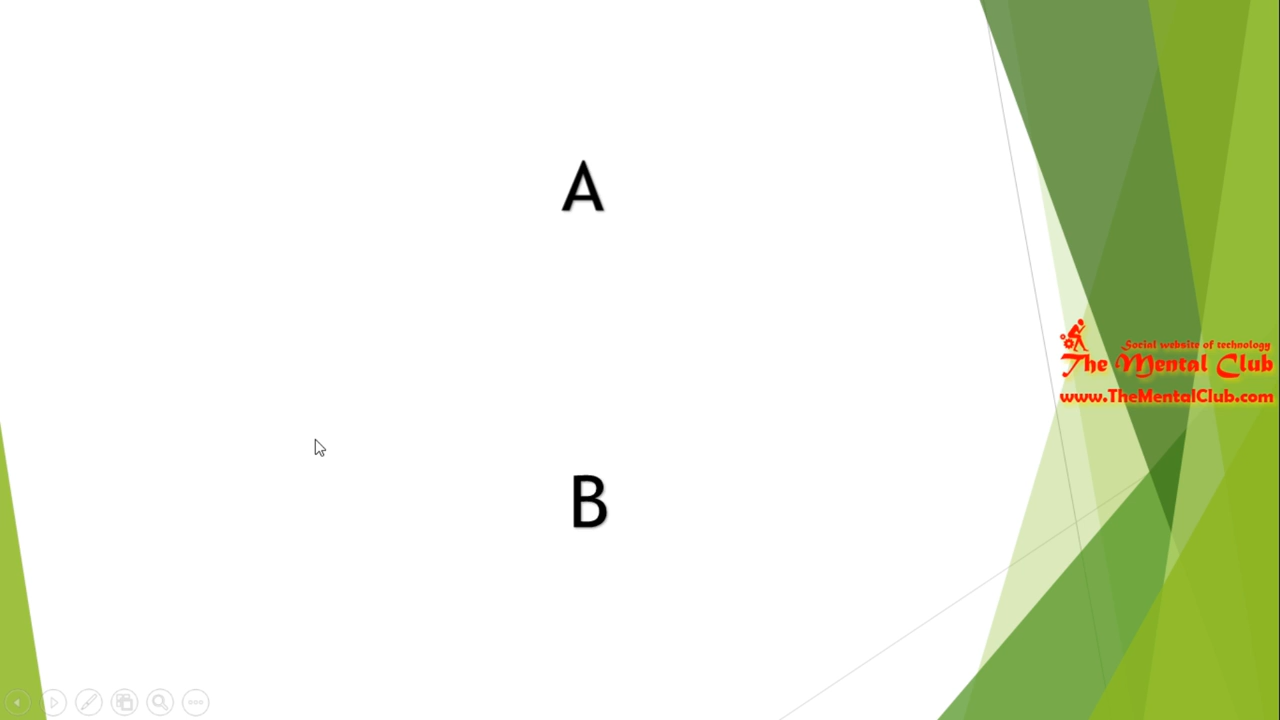 A
Social website of technology
The Mental Club
www.TheMentalClub.com
B